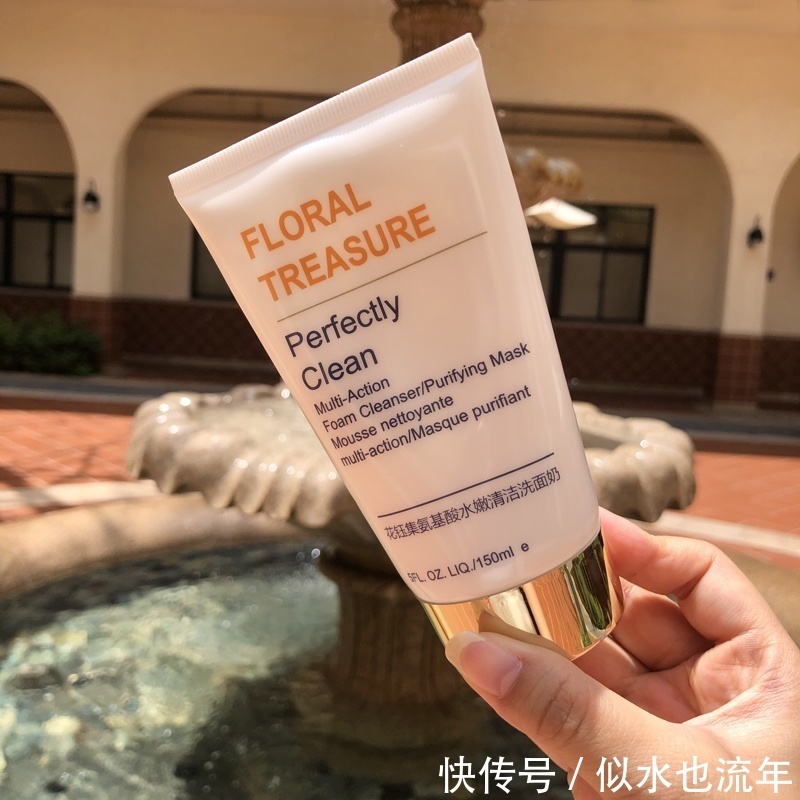 FLORAL
TREASURE
Perfectly
Clean
Multi-Action
Foam Cleanser/Purifying Mask
Mousse nettoyante
multi-action/Masque purifiant
花钰集氨基酸水嫩清洁洗面奶
5FL. OZ. LIQ./150ml e
快传号 / 似水也流年